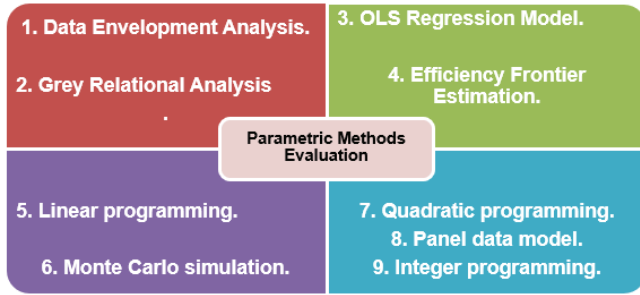 1. Data Envelopment Analysis.
2. Grey Relational Analysis
.
3. OLS Regression Model.
4. Efficiency Frontier
Estimation.
Parametric Methods
Evaluation
5. Linear programming.
6. Monte Carlo simulation.
7. Quadratic programming.
8. Panel data model.
9. Integer programming.